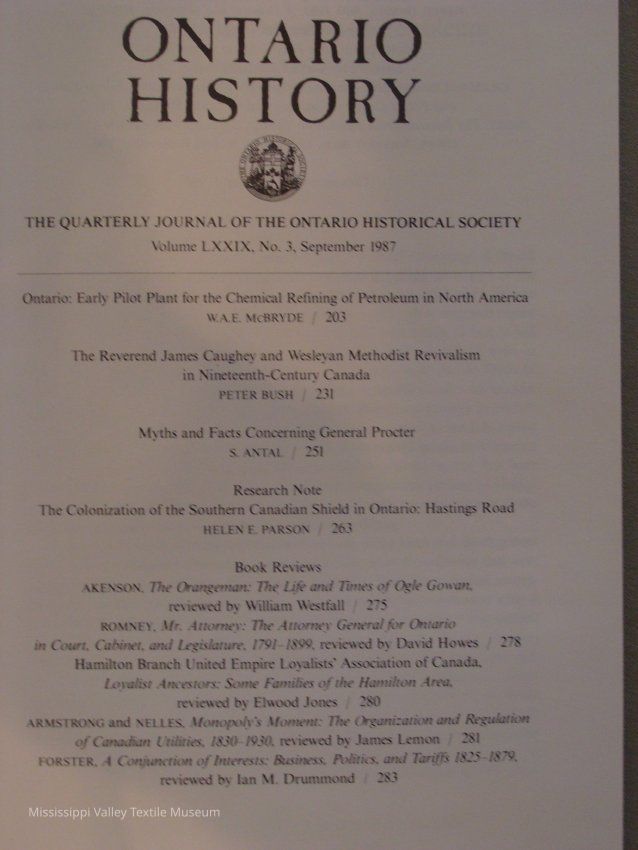 ONTARIO
HISTORY
THE QUARTERLY JOURNAL OF THE ONTARIO HISTORICAL SOCIETY
Volume LXXIX, No. 3, September 1987
Ontario: Early Pilot Plant for the Chemical Refining of Petroleum in North America
W.A.E. McBRYDE / 203
The Reverend James Caughey and Wesleyan Methodist Revivalism
in Nineteenth-Century Canada
PETER BUSH / 231
Myths and Facts Concerning General Procter
S. ANTAL / 251
Research Note
The Colonization of the Southern Canadian Shield in Ontario: Hastings Road
HELEN E. PARSON / 263
Book Reviews
AKENSON, The Orangeman: The Life and Times of Ogle Gowan,
reviewed by William Westfall / 275
ROMNEY, Mr. Attorney: The Attorney General for Ontario
in Court, Cabinet, and Legislature, 1791–1899, reviewed by David Howes / 278
Hamilton Branch United Empire Loyalists' Association of Canada,
Loyalist Ancestors: Some Families of the Hamilton Area,
reviewed by Elwood Jones / 280
ARMSTRONG and NELLES, Monopoly's Moment: The Organization and Regulation
of Canadian Utilities, 1830–1930, reviewed by James Lemon / 281
FORSTER, A Conjunction of Interests: Business, Politics, and Tariffs 1825–1879,
reviewed by Ian M. Drummond / 283
Mississippi Valley Textile Museum